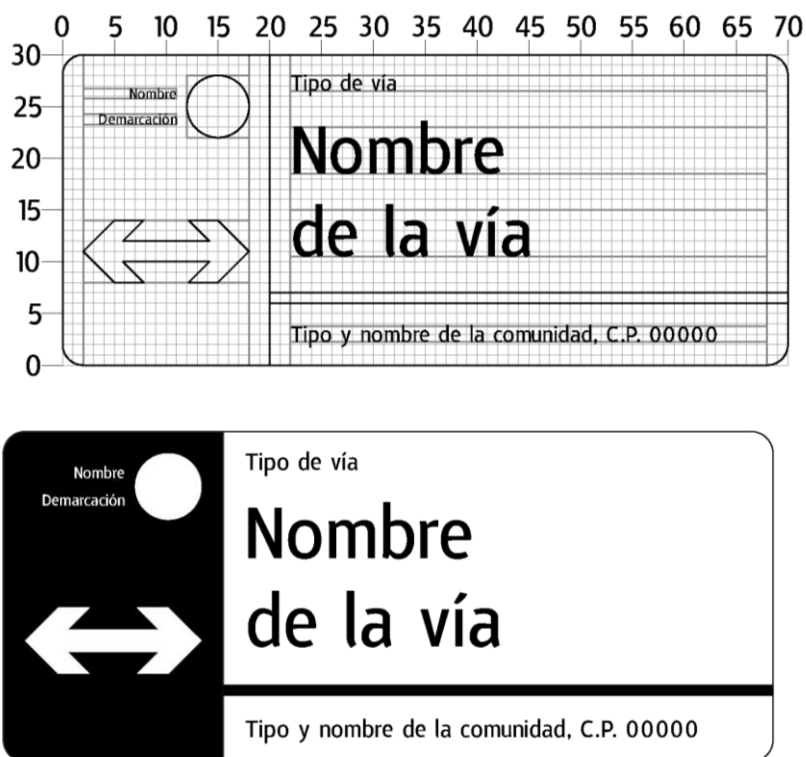 0 5 10 15 20 25 30 35 40 45 50 55 60 65 70
30
25
20
15
10
5
0
Nombre
Demarcación
Tipo de vía
Nombre
de la vía
Tipo y nombre de la comunidad, C.P. 00000
Nombre
Demarcación
Tipo de vía
Nombre
de la vía
Tipo y nombre de la comunidad, C.P. 00000